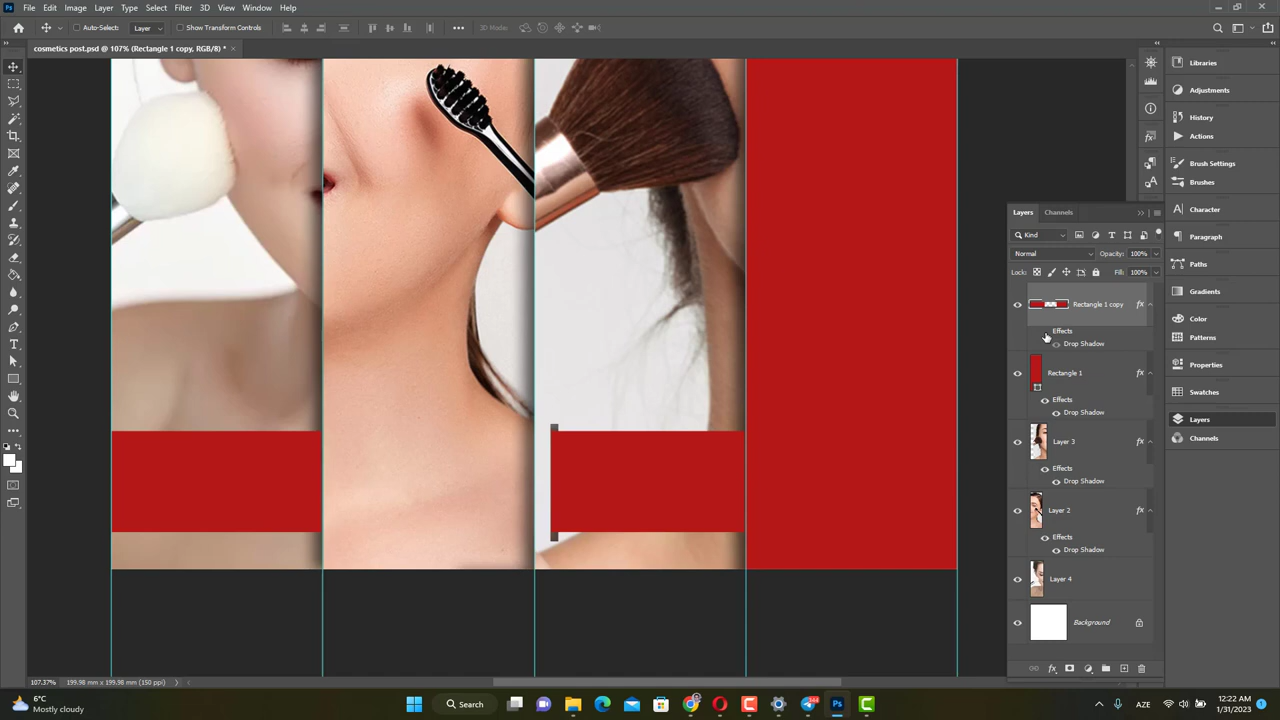 File Edit Image Layer Type Select Filter 3D View Window Help
Auto-Select: Layer Show Transform Controls 3D Mode:
cosmetics post.psd @ 107% (Rectangle 1 copy, RGB/8) *
Libraries
Adjustments
History
Actions
Brush Settings
Brushes
Character
Paragraph
Paths
Gradients
Color
Patterns
Properties
Swatches
Layers
Channels
Layers Channels
Kind
Normal Opacity: 100%
Lock: Fill: 100%
Rectangle 1 copy fx
Effects
Drop Shadow
Rectangle 1 fx
Effects
Drop Shadow
Layer 3 fx
Effects
Drop Shadow
Layer 2 fx
Effects
Drop Shadow
Layer 4
Background
107.37% 199.98 mm x 199.98 mm (150 ppi)
6°C
Mostly cloudy
Search
AZE
12:22 AM
1/31/2023